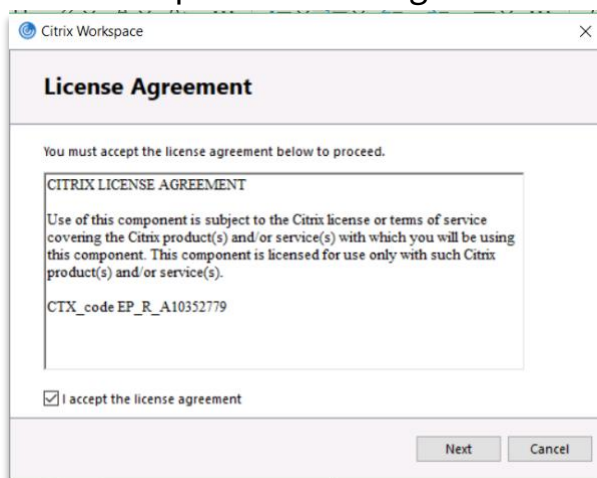 Citrix Workspace
License Agreement
You must accept the license agreement below to proceed.
CITRIX LICENSE AGREEMENT
Use of this component is subject to the Citrix license or terms of service
covering the Citrix product(s) and/or service(s) with which you will be using
this component. This component is licensed for use only with such Citrix
product(s) and/or service(s).
CTX_code EP_R_A10352779
I accept the license agreement
Next Cancel